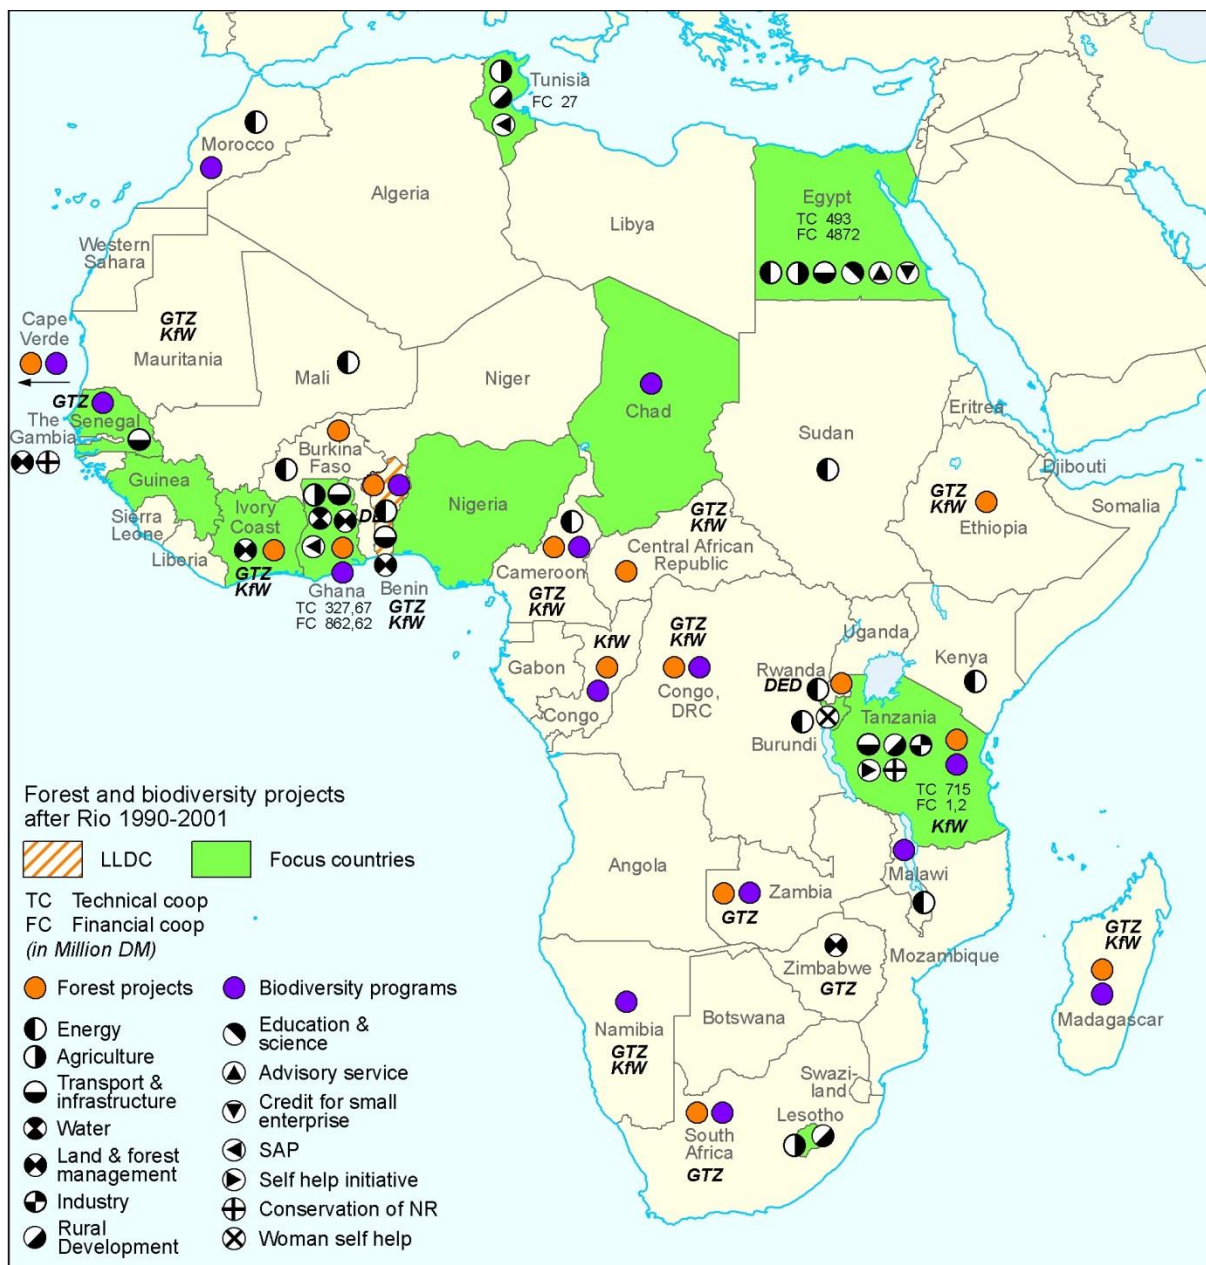 Tunisia
FC 27
Morocco
Algeria
Libya
Egypt
TC 493
FC 4872
Western
Sahara
Cape
Verde
GTZ
KfW
Mauritania
Mali
Niger
Chad
Sudan
Eritrea
Djibouti
Somalia
GTZ
KfW
Ethiopia
GTZ
Senegal
The
Gambia
Guinea
Sierra
Leone
Liberia
Burkina
Faso
Ivory
Coast
GTZ
KfW
Ghana
TC 327,67
FC 862,62
Benin
GTZ
KfW
Nigeria
Cameroon
GTZ
KfW
GTZ
KfW
Central African
Republic
Gabon
KfW
Congo
GTZ
KfW
Congo,
DRC
Uganda
Kenya
Rwanda
DED
Burundi
Tanzania
TC 715
FC 1,2
KfW
Angola
Zambia
GTZ
Malawi
Mozambique
Zimbabwe
GTZ
Namibia
GTZ
KfW
Botswana
Swazi-
land
Lesotho
South
Africa
GTZ
GTZ
KfW
Madagascar
Forest and biodiversity projects
after Rio 1990-2001
LLDC
Focus countries
TC Technical coop
FC Financial coop
(in Million DM)
Forest projects
Biodiversity programs
Energy
Agriculture
Transport &
infrastructure
Water
Land & forest
management
Industry
Rural
Development
Education &
science
Advisory service
Credit for small
enterprise
SAP
Self help initiative
Conservation of NR
Woman self help